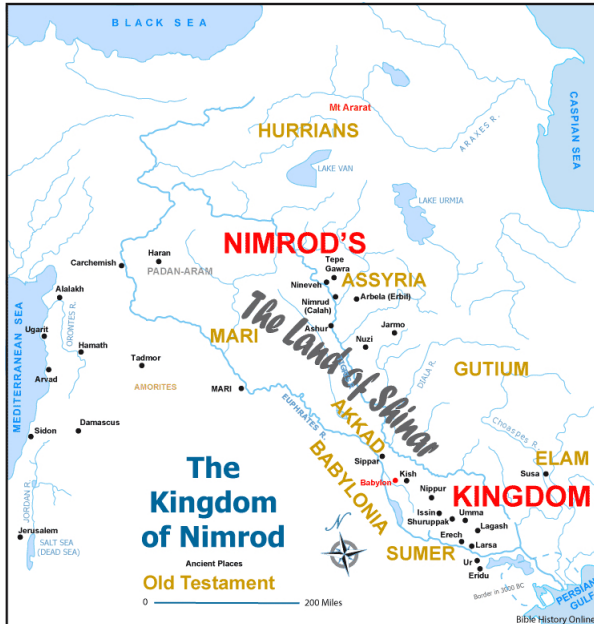 BLACK SEA
CASPIAN SEA
Mt Ararat
HURRIANS
ARAXES R.
LAKE VAN
LAKE URMIA
NIMROD'S
Haran
Carchemish
PADAN-ARAM
Tepe
Gawra
Nineveh
ASSYRIA
Nimrud
(Calah)
Arbela (Erbil)
Alalakh
ORONTES R.
MEDITERRANEAN SEA
The Land of Shinar
Ashur
Jarmo
Ugarit
MARI
Nuzi
Hamath
Tadmor
DIALA R.
GUTIUM
Arvad
AMORITES
MARI
EUPHRATES R.
AKKAD
Choaspes R.
Sidon
Damascus
BABYLONIA
Sippar
ELAM
Susa
The
Kingdom
of Nimrod
Babylon
Kish
Nippur
KINGDOM
JORDAN R.
Issin
Umma
Shuruppak
Lagash
Jerusalem
SALT SEA
(DEAD SEA)
N
Erech
Larsa
SUMER
Ur
Eridu
Ancient Places
Old Testament
Border in 3000 BC
PERSIAN
GULF
0 200 Miles
Bible History Online